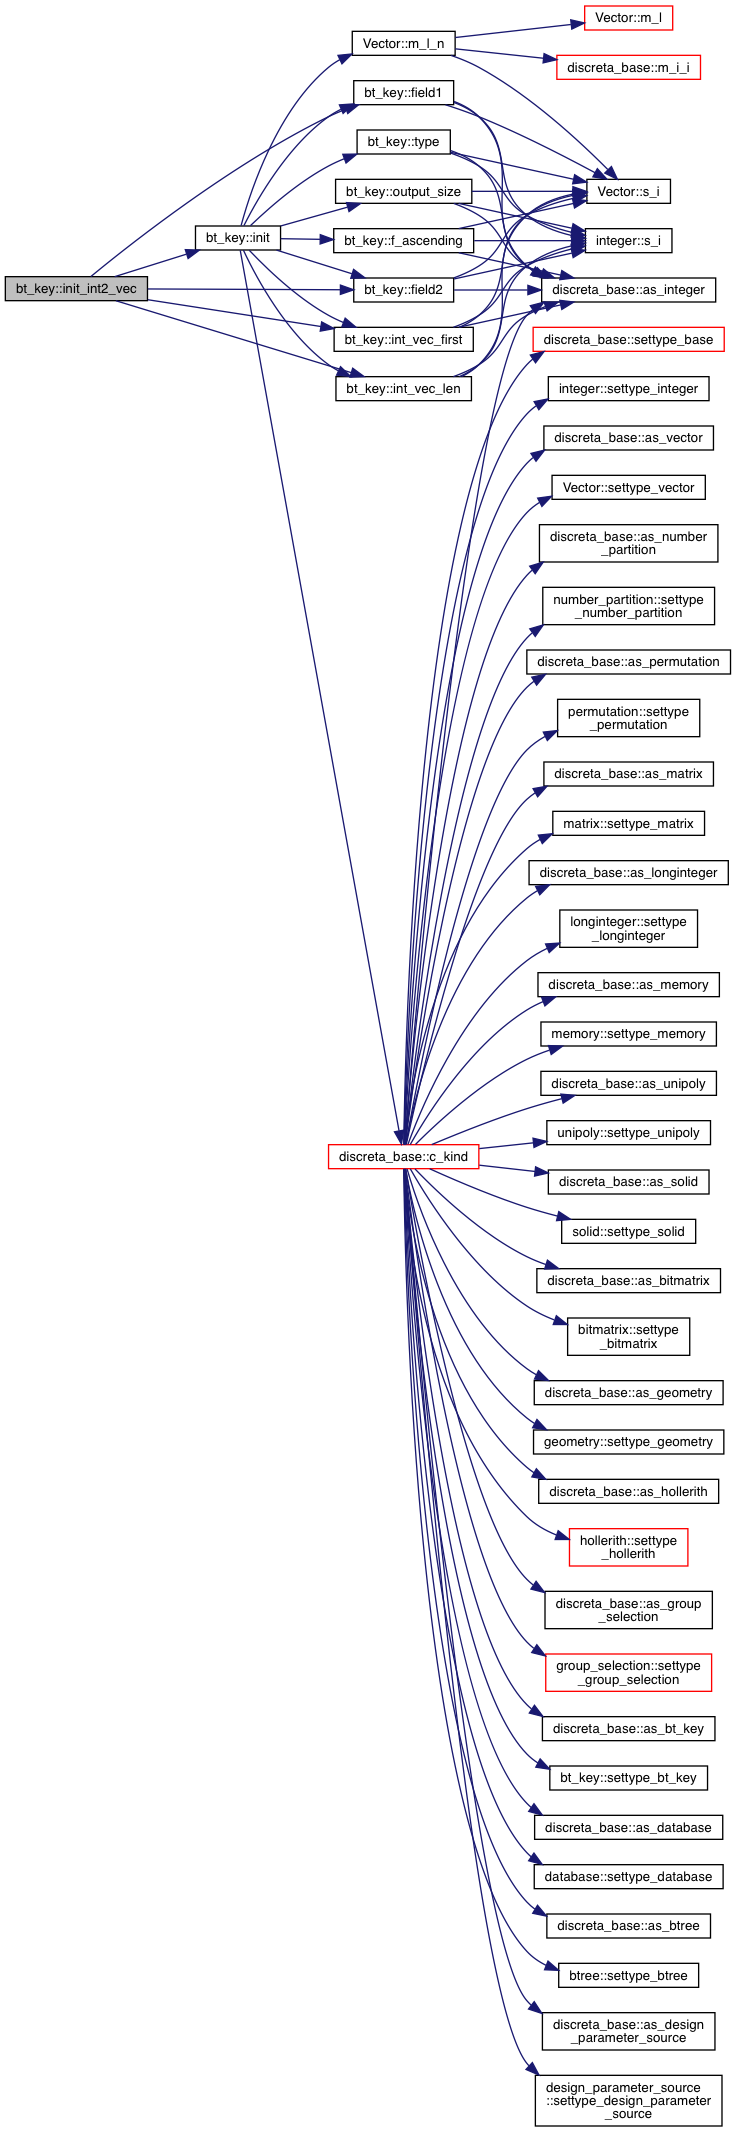 bt_key::init_int2_vec
bt_key::init
Vector::m_l_n
bt_key::field1
bt_key::type
bt_key::output_size
bt_key::f_ascending
bt_key::field2
bt_key::int_vec_first
bt_key::int_vec_len
discreta_base::c_kind
Vector::m_l
discreta_base::m_i_i
Vector::s_i
integer::s_i
discreta_base::as_integer
discreta_base::settype_base
integer::settype_integer
discreta_base::as_vector
Vector::settype_vector
discreta_base::as_number
_partition
number_partition::settype
_number_partition
discreta_base::as_permutation
permutation::settype
_permutation
discreta_base::as_matrix
matrix::settype_matrix
discreta_base::as_longinteger
longinteger::settype
_longinteger
discreta_base::as_memory
memory::settype_memory
discreta_base::as_unipoly
unipoly::settype_unipoly
discreta_base::as_solid
solid::settype_solid
discreta_base::as_bitmatrix
bitmatrix::settype
_bitmatrix
discreta_base::as_geometry
geometry::settype_geometry
discreta_base::as_hollerith
hollerith::settype
_hollerith
discreta_base::as_group
_selection
group_selection::settype
_group_selection
discreta_base::as_bt_key
bt_key::settype_bt_key
discreta_base::as_database
database::settype_database
discreta_base::as_btree
btree::settype_btree
discreta_base::as_design
_parameter_source
design_parameter_source
::settype_design_parameter
_source